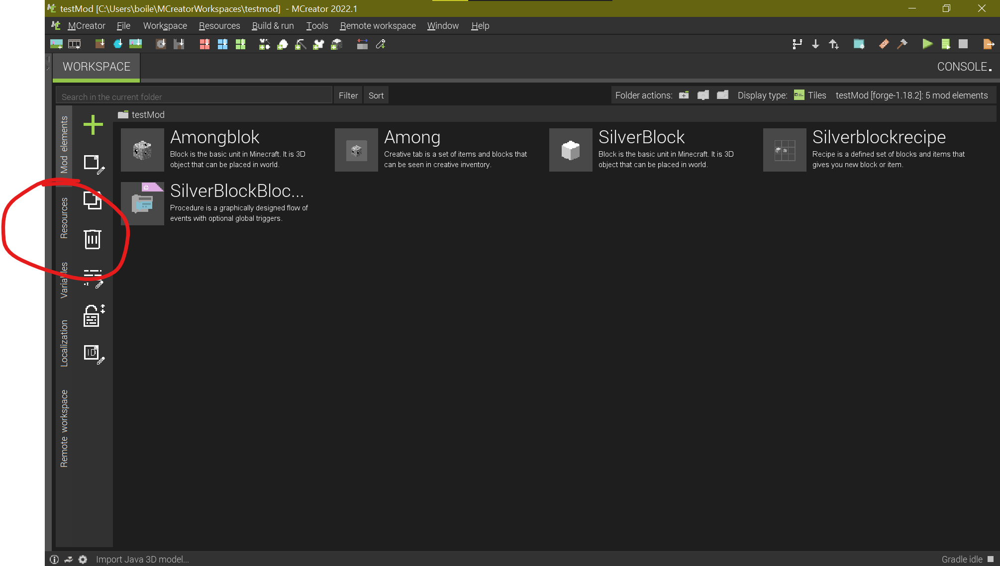 testMod [C:\Users\boile\MCreatorWorkspaces\testmod]  - MCreator 2022.1
MCreator File Workspace Resources Build & run Tools Remote workspace Window Help
WORKSPACE
CONSOLE
Search in the current folder
Filter
Sort
Folder actions:
Display type:
Tiles
testMod [forge-1.18.2]: 5 mod elements
testMod
Mod elements
Resources
Variables
Localization
Remote workspace
ID
Amongblok
Block is the basic unit in Minecraft. It is 3D
object that can be placed in world.
Among
Creative tab is a set of items and blocks that
can be seen in creative inventory.
SilverBlock
Block is the basic unit in Minecraft. It is 3D
object that can be placed in world.
Silverblockrecipe
Recipe is a defined set of blocks and items that
gives you new block or item.
SilverBlockBloc...
Procedure is a graphically designed flow of
events with optional global triggers.
Import Java 3D model...
Gradle idle